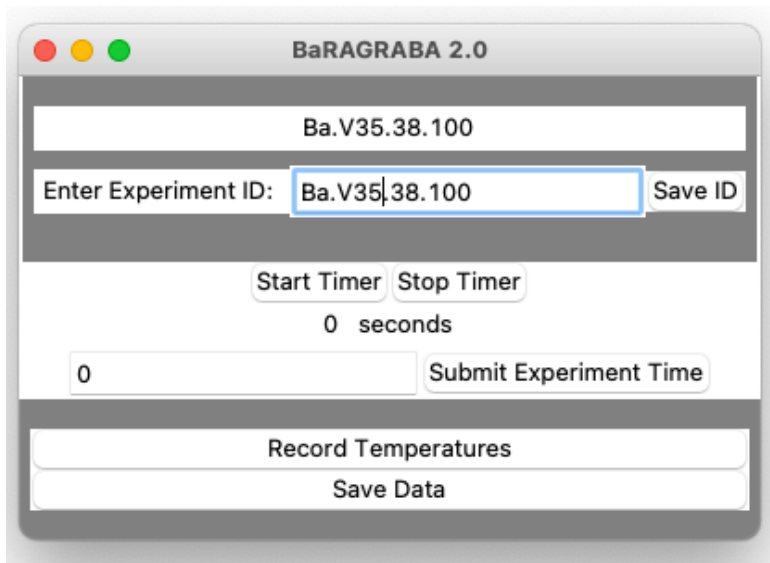 BaRAGRABA 2.0
Ba.V35.38.100
Enter Experiment ID: Ba.V35.38.100 Save ID
Start Timer Stop Timer
0 seconds
0 Submit Experiment Time
Record Temperatures
Save Data